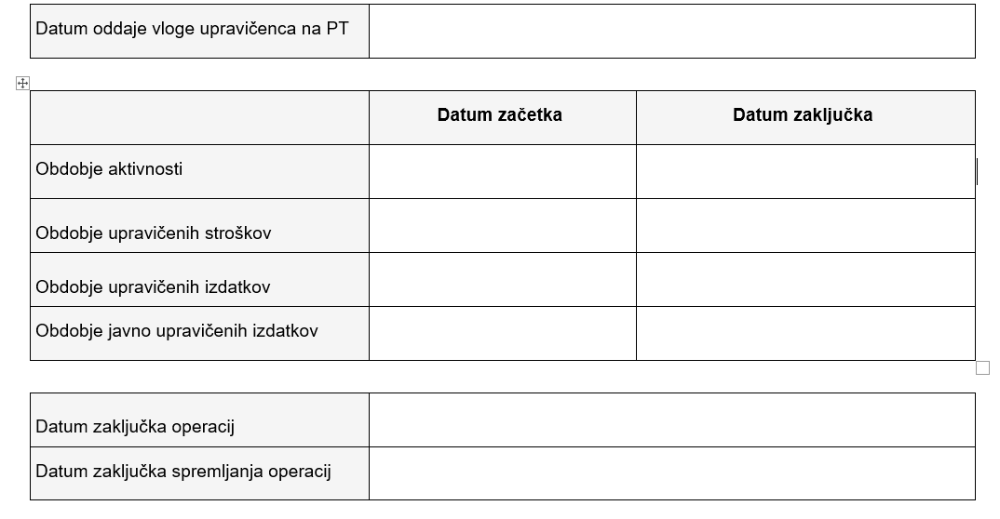 Datum oddaje vloge upravičenca na PT
Datum začetka Datum zaključka
Obdobje aktivnosti
Obdobje upravičenih stroškov
Obdobje upravičenih izdatkov
Obdobje javno upravičenih izdatkov
Datum zaključka operacij
Datum zaključka spremljanja operacij